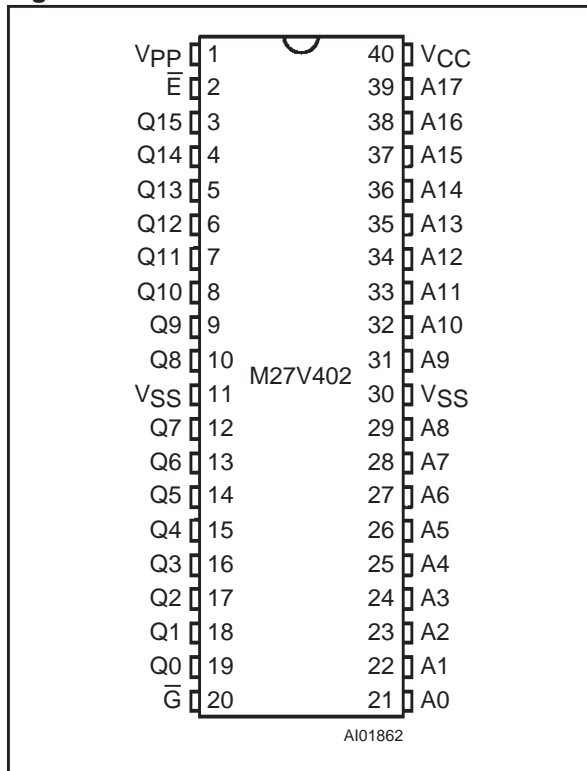 VPP 1 40 VCC
E̅ 2 39 A17
Q15 3 38 A16
Q14 4 37 A15
Q13 5 36 A14
Q12 6 35 A13
Q11 7 34 A12
Q10 8 33 A11
Q9 9 32 A10
Q8 10 31 A9
M27V402
VSS 11 30 VSS
Q7 12 29 A8
Q6 13 28 A7
Q5 14 27 A6
Q4 15 26 A5
Q3 16 25 A4
Q2 17 24 A3
Q1 18 23 A2
Q0 19 22 A1
G̅ 20 21 A0
AI01862